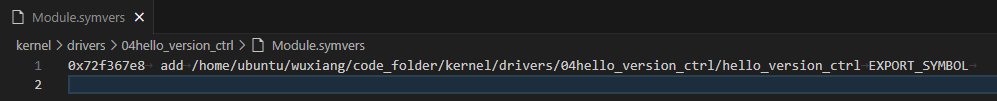 Module.symvers
kernel > drivers > 04hello_version_ctrl > Module.symvers
1 0x72f367e8 add /home/ubuntu/wuxiang/code_folder/kernel/drivers/04hello_version_ctrl/hello_version_ctrl EXPORT_SYMBOL
2